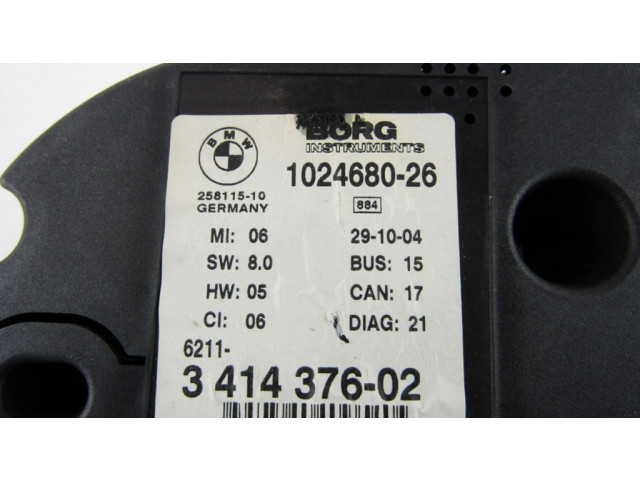 BMW
BORG
INSTRUMENTS
1024680-26
258115-10
GERMANY
884
MI: 06 29-10-04
SW: 8.0 BUS: 15
HW: 05 CAN: 17
CI: 06 DIAG: 21
6211-
3 414 376-02